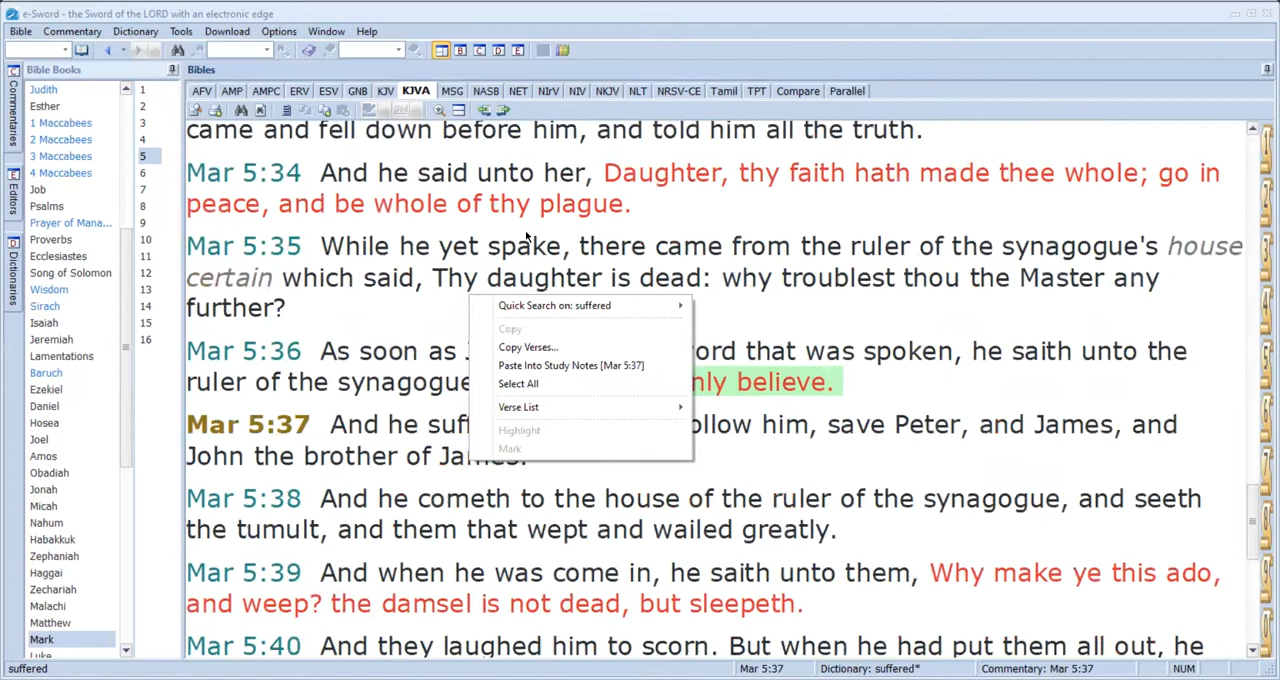 e-Sword - the Sword of the LORD with an electronic edge
Bible Commentary Dictionary Tools Download Options Window Help
B C D E
Bible Books
Bibles
AFV AMP AMPC ERV ESV GNB KJV KJVA MSG NASB NET NIrV NIV NKJV NLT NRSV-CE Tamil TPT Compare Parallel
Commentaries
Editors
Dictionaries
Judith
Esther
1 Maccabees
2 Maccabees
3 Maccabees
4 Maccabees
Job
Psalms
Prayer of Mana...
Proverbs
Ecclesiastes
Song of Solomon
Wisdom
Sirach
Isaiah
Jeremiah
Lamentations
Baruch
Ezekiel
Daniel
Hosea
Joel
Amos
Obadiah
Jonah
Micah
Nahum
Habakkuk
Zephaniah
Haggai
Zechariah
Malachi
Matthew
Mark
Luke
1
2
3
4
5
6
7
8
9
10
11
12
13
14
15
16
came and fell down before him, and told him all the truth.
Mar 5:34 And he said unto her, Daughter, thy faith hath made thee whole; go in
peace, and be whole of thy plague.
Mar 5:35 While he yet spake, there came from the ruler of the synagogue's house
certain which said, Thy daughter is dead: why troublest thou the Master any
further?
Mar 5:36 As soon as J ord that was spoken, he saith unto the
ruler of the synagogue nly believe.
Mar 5:37 And he suf ollow him, save Peter, and James, and
John the brother of James.
Mar 5:38 And he cometh to the house of the ruler of the synagogue, and seeth
the tumult, and them that wept and wailed greatly.
Mar 5:39 And when he was come in, he saith unto them, Why make ye this ado,
and weep? the damsel is not dead, but sleepeth.
Mar 5:40 And they laughed him to scorn. But when he had put them all out, he
Quick Search on: suffered
Copy
Copy Verses...
Paste Into Study Notes [Mar 5:37]
Select All
Verse List
Highlight
Mark
suffered Mar 5:37 Dictionary: suffered* Commentary: Mar 5:37 NUM